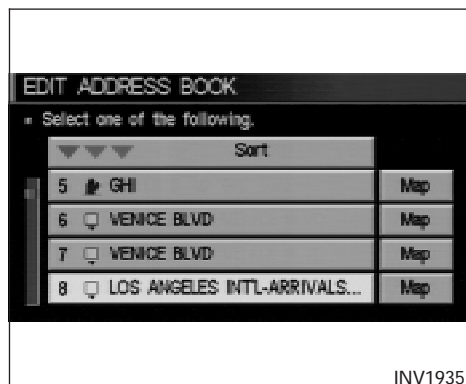 EDIT ADDRESS BOOK
Select one of the following.
Sort
5 GHI Map
6 VENICE BLVD Map
7 VENICE BLVD Map
8 LOS ANGELES INT'L-ARRIVALS... Map
INV1935